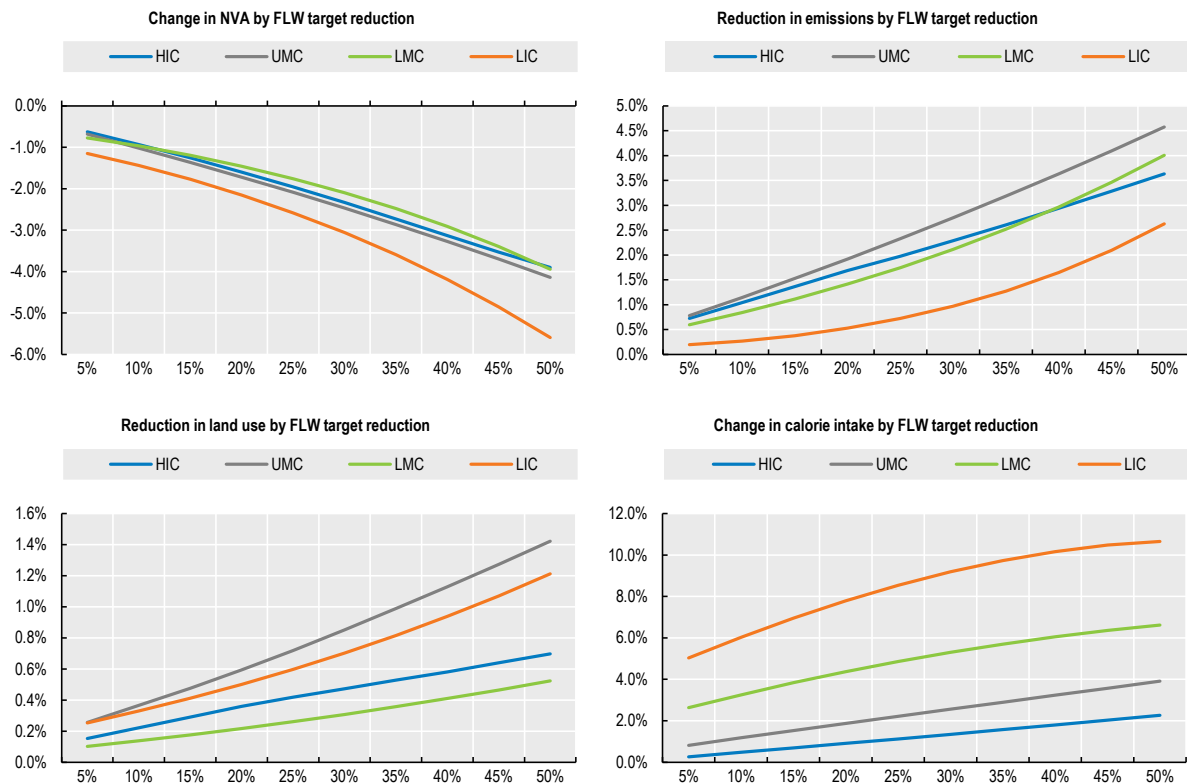 Change in NVA by FLW target reduction
HIC UMC LMC LIC
0.0%
-1.0%
-2.0%
-3.0%
-4.0%
-5.0%
-6.0%
5% 10% 15% 20% 25% 30% 35% 40% 45% 50%
Reduction in emissions by FLW target reduction
HIC UMC LMC LIC
5.0%
4.5%
4.0%
3.5%
3.0%
2.5%
2.0%
1.5%
1.0%
0.5%
0.0%
5% 10% 15% 20% 25% 30% 35% 40% 45% 50%
Reduction in land use by FLW target reduction
HIC UMC LMC LIC
1.6%
1.4%
1.2%
1.0%
0.8%
0.6%
0.4%
0.2%
0.0%
5% 10% 15% 20% 25% 30% 35% 40% 45% 50%
Change in calorie intake by FLW target reduction
HIC UMC LMC LIC
12.0%
10.0%
8.0%
6.0%
4.0%
2.0%
0.0%
5% 10% 15% 20% 25% 30% 35% 40% 45% 50%